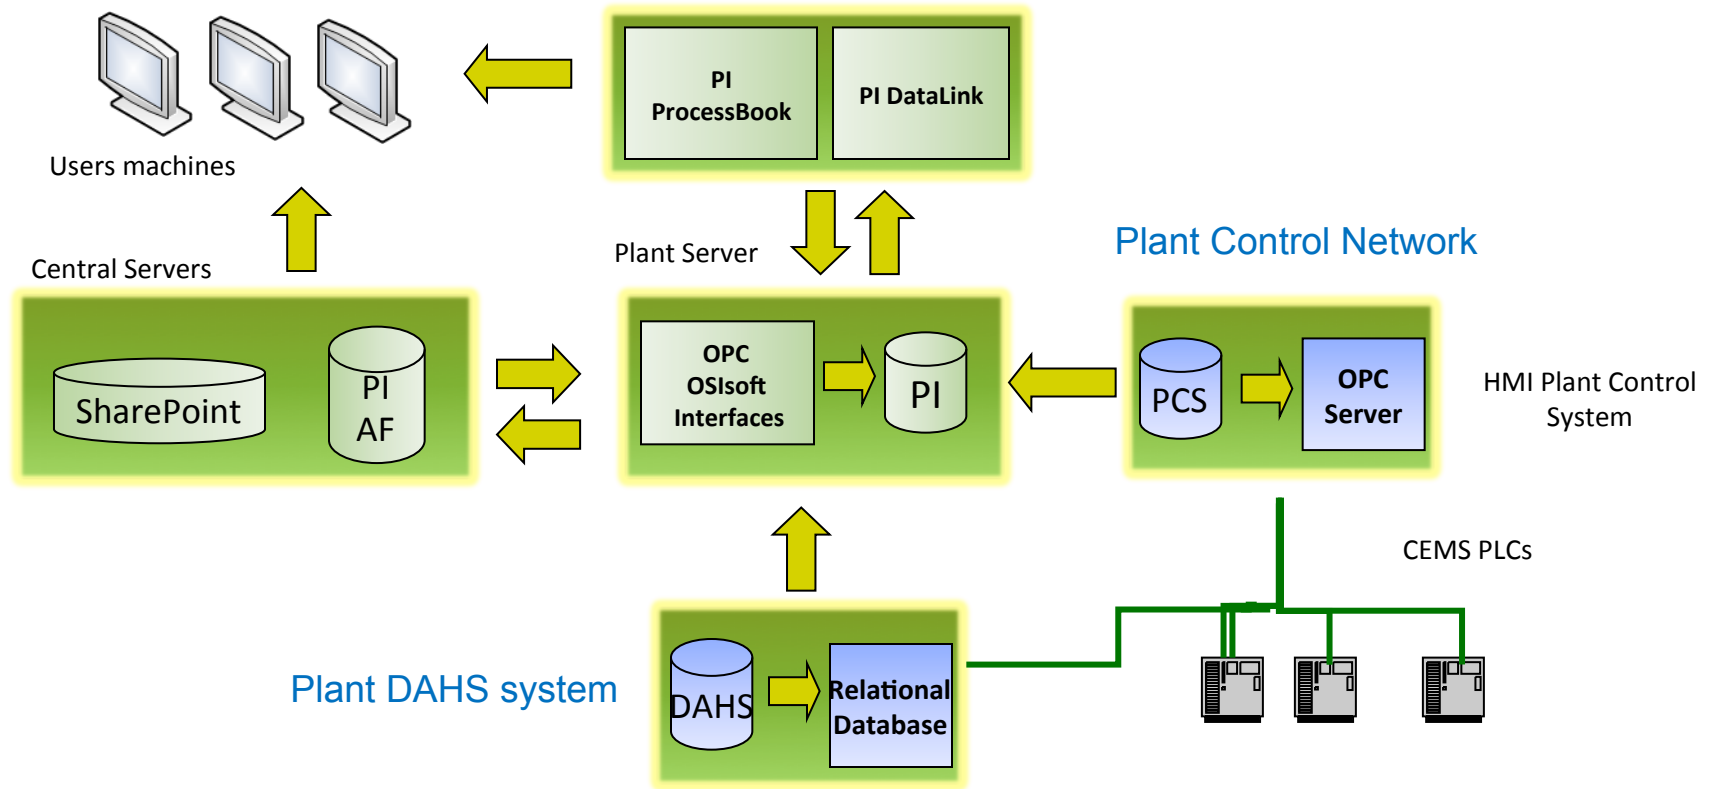 PI
ProcessBook
PI DataLink
Users machines
Plant Server
Plant Control Network
Central Servers
SharePoint
PI
AF
OPC
OSIsoft
Interfaces
PI
PCS
OPC
Server
HMI Plant Control
System
CEMS PLCs
Plant DAHS system
DAHS
Relational
Database